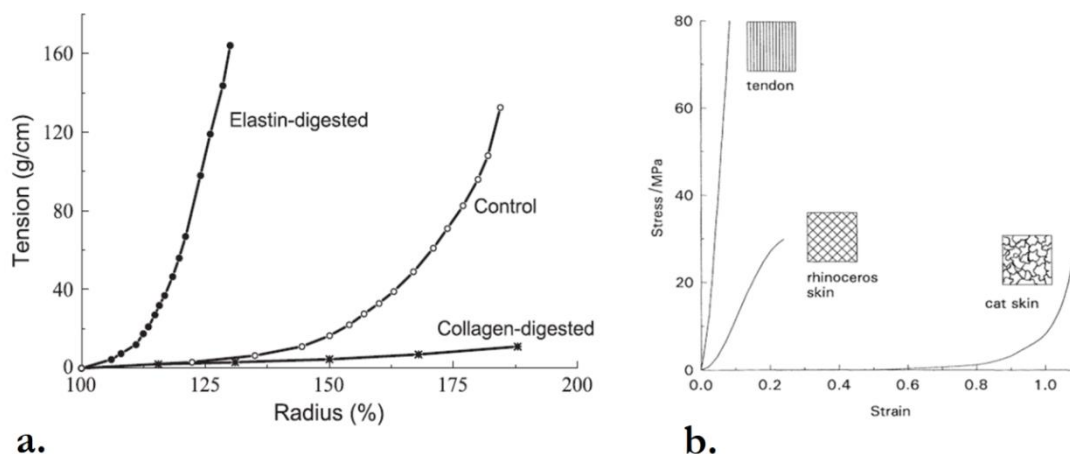 160
120
80
40
0
Tension (g/cm)
Elastin-digested
Control
Collagen-digested
100 125 150 175 200
Radius (%)
a.
80
60
40
20
0
Stress/MPa
tendon
rhinoceros
skin
cat skin
0.0 0.2 0.4 0.6 0.8 1.0
Strain
b.